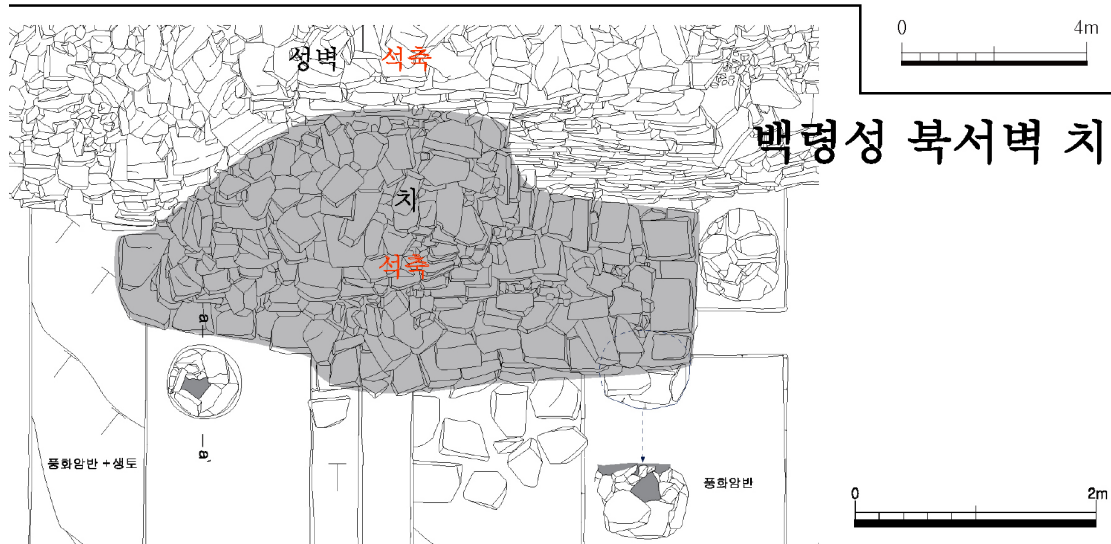 0 4m
성벽 석축
백령성 북서벽 치
치
석축
a
a'
풍화암반+생토
풍화암반
0 2m